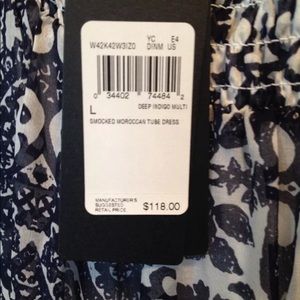 W42K42W3IZ0 YC E4
DINM US
0 34402 74484 2
L DEEP INDIGO MULTI
SMOCKED MOROCCAN TUBE DRESS
MANUFACTURER'S
SUGGESTED
RETAIL PRICE $118.00